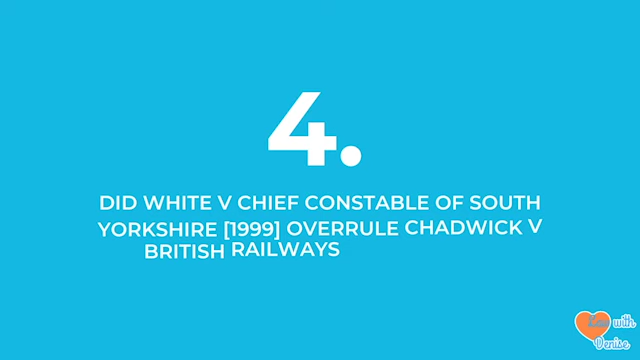 4.
DID WHITE V CHIEF CONSTABLE OF SOUTH
YORKSHIRE [1999] OVERRULE CHADWICK V
BRITISH RAILWAYS
with
Denise